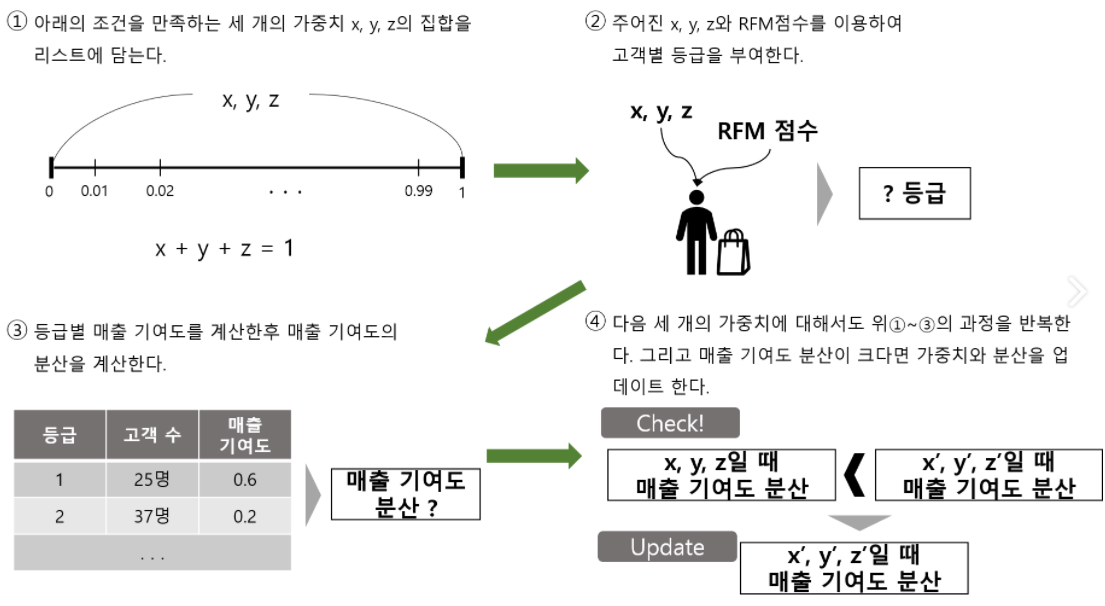 ① 아래의 조건을 만족하는 세 개의 가중치 x, y, z의 집합을
리스트에 담는다.
x, y, z
0 0.01 0.02 · · · 0.99 1
x + y + z = 1
② 주어진 x, y, z와 RFM점수를 이용하여
고객별 등급을 부여한다.
x, y, z
RFM 점수
? 등급
③ 등급별 매출 기여도를 계산한후 매출 기여도의
분산을 계산한다.
등급 고객 수 매출
기여도
1 25명 0.6
2 37명 0.2
. . .
매출 기여도
분산 ?
④ 다음 세 개의 가중치에 대해서도 위①~③의 과정을 반복한
다. 그리고 매출 기여도 분산이 크다면 가중치와 분산을 업
데이트 한다.
Check!
x, y, z일 때
매출 기여도 분산
x′, y′, z′일 때
매출 기여도 분산
Update
x′, y′, z′일 때
매출 기여도 분산